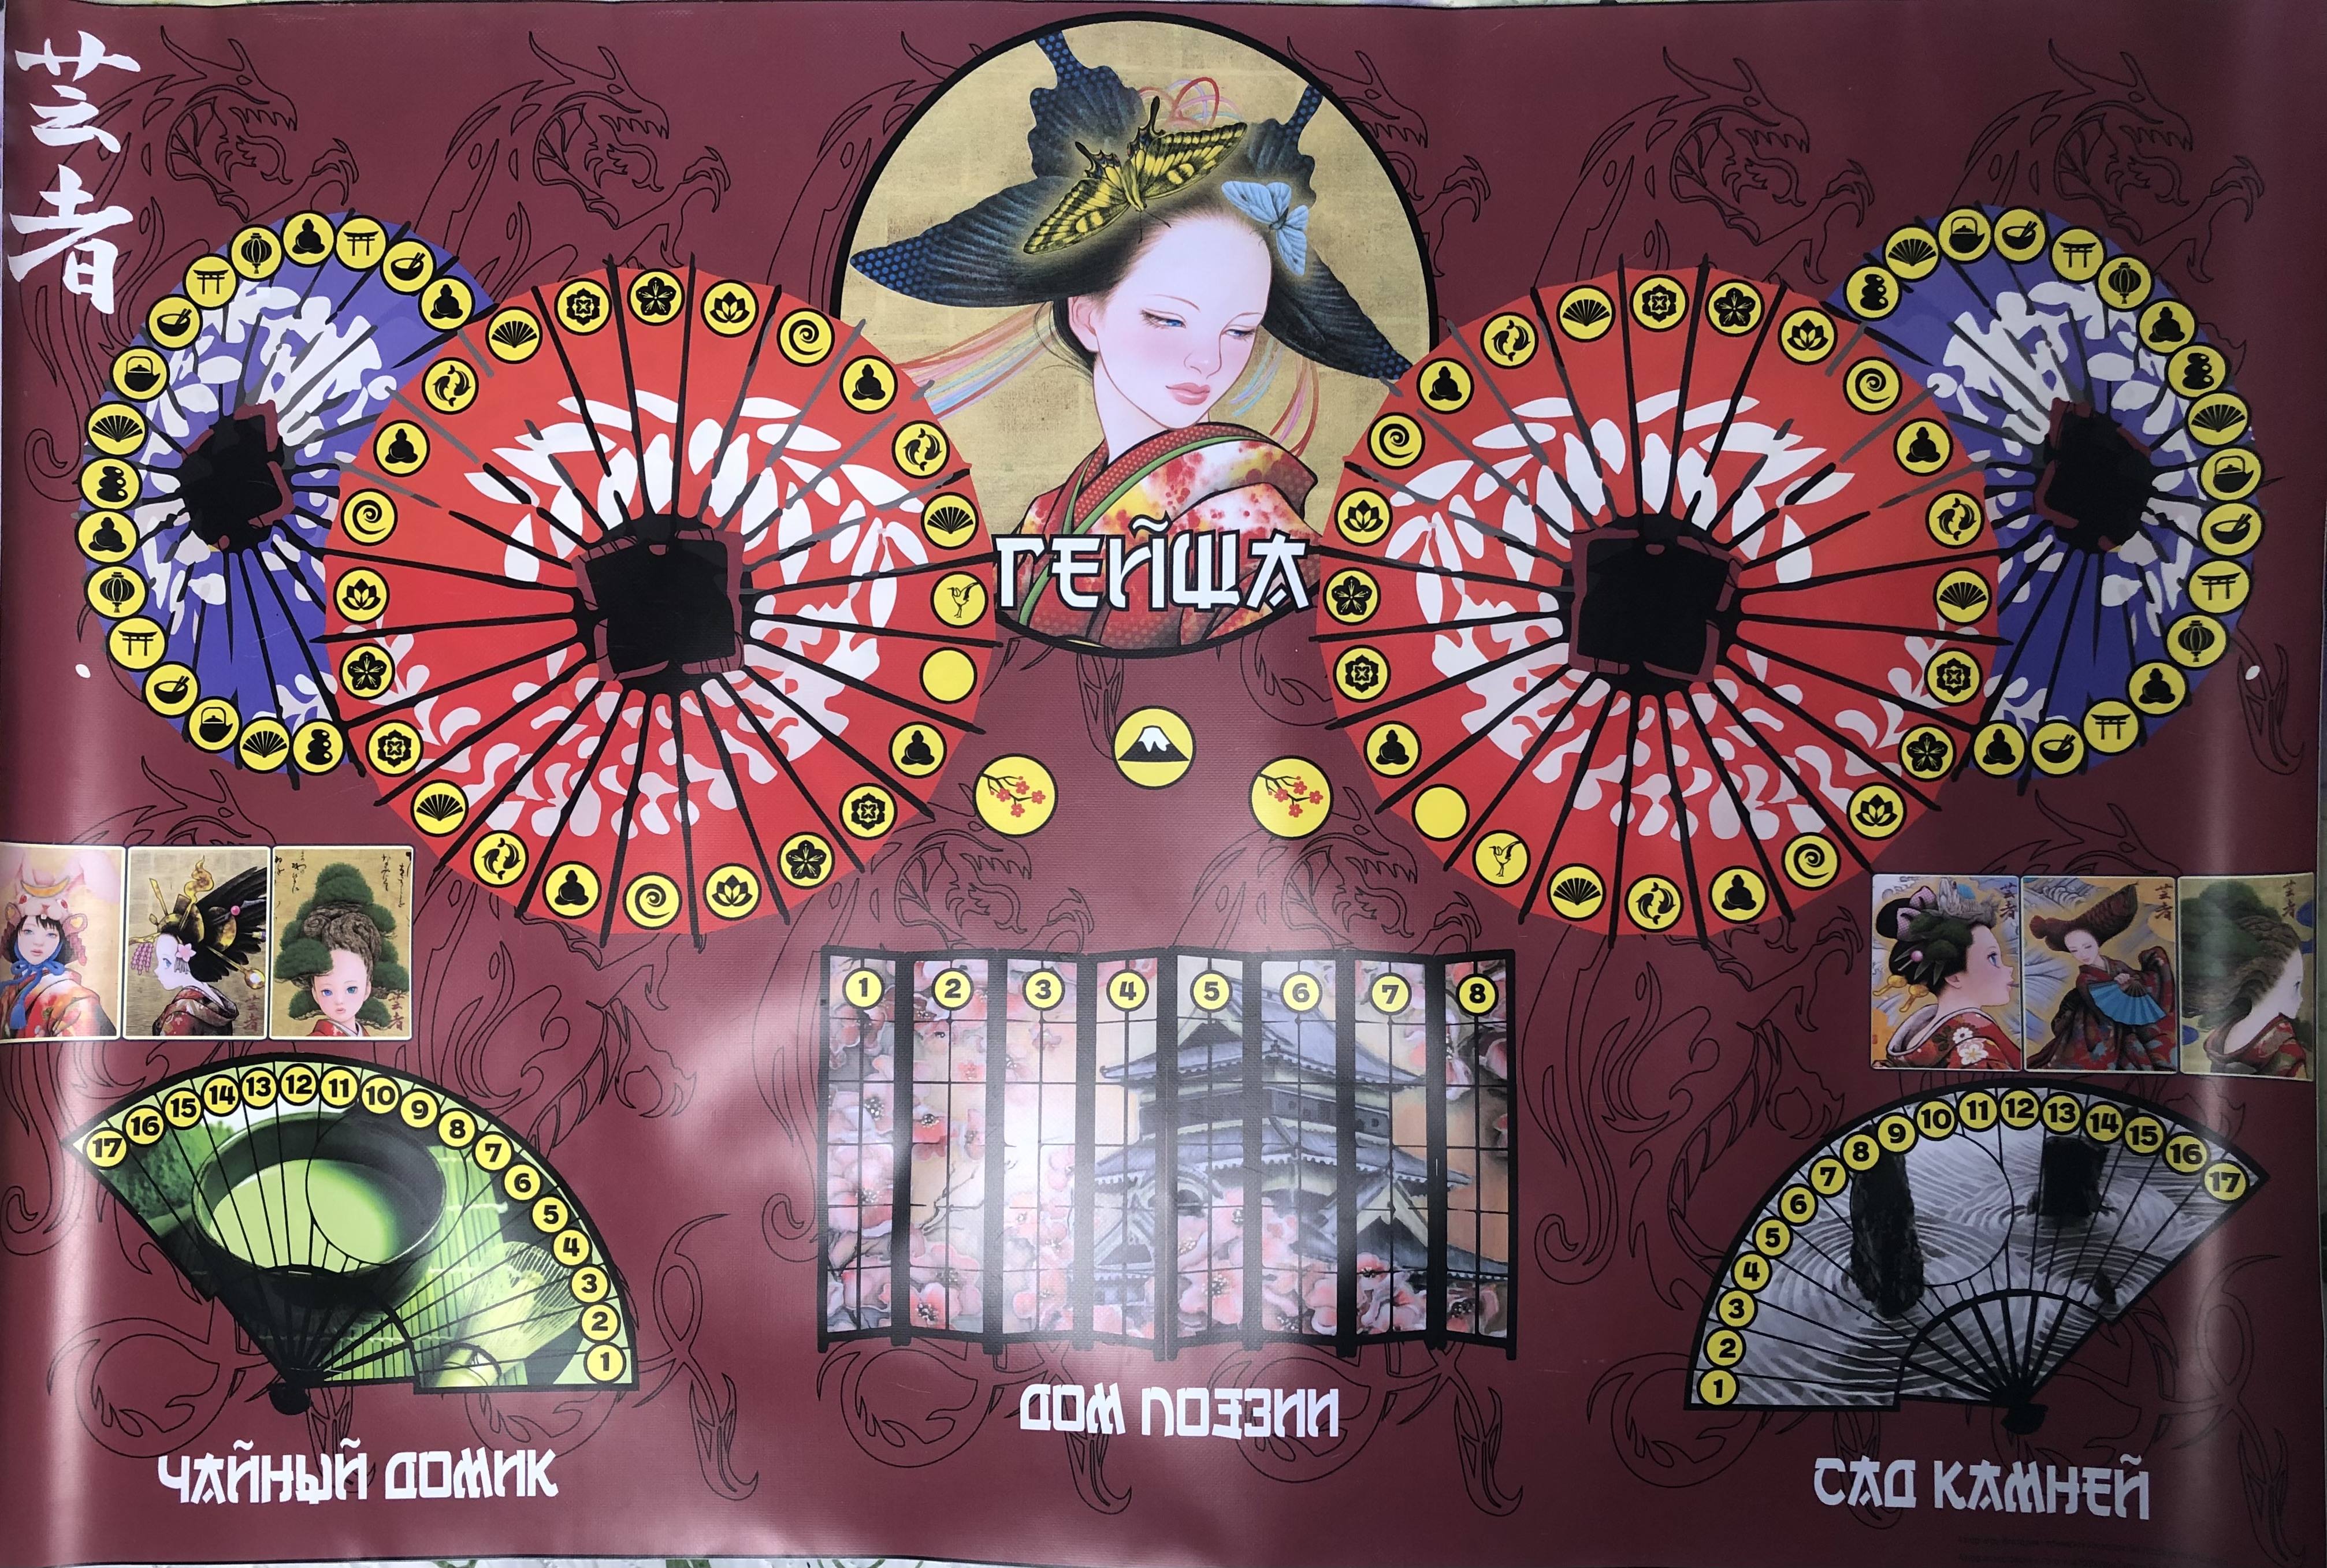 芸者
ГЕЙША
1 2 3 4 5 6 7 8
17 16 15 14 13 12 11 10 9 8 7 6 5 4 3 2 1
1 2 3 4 5 6 7 8 9 10 11 12 13 14 15 16 17
ДОМ ПОЭЗИИ
ЧАЙНЫЙ ДОМИК
САД КАМНЕЙ